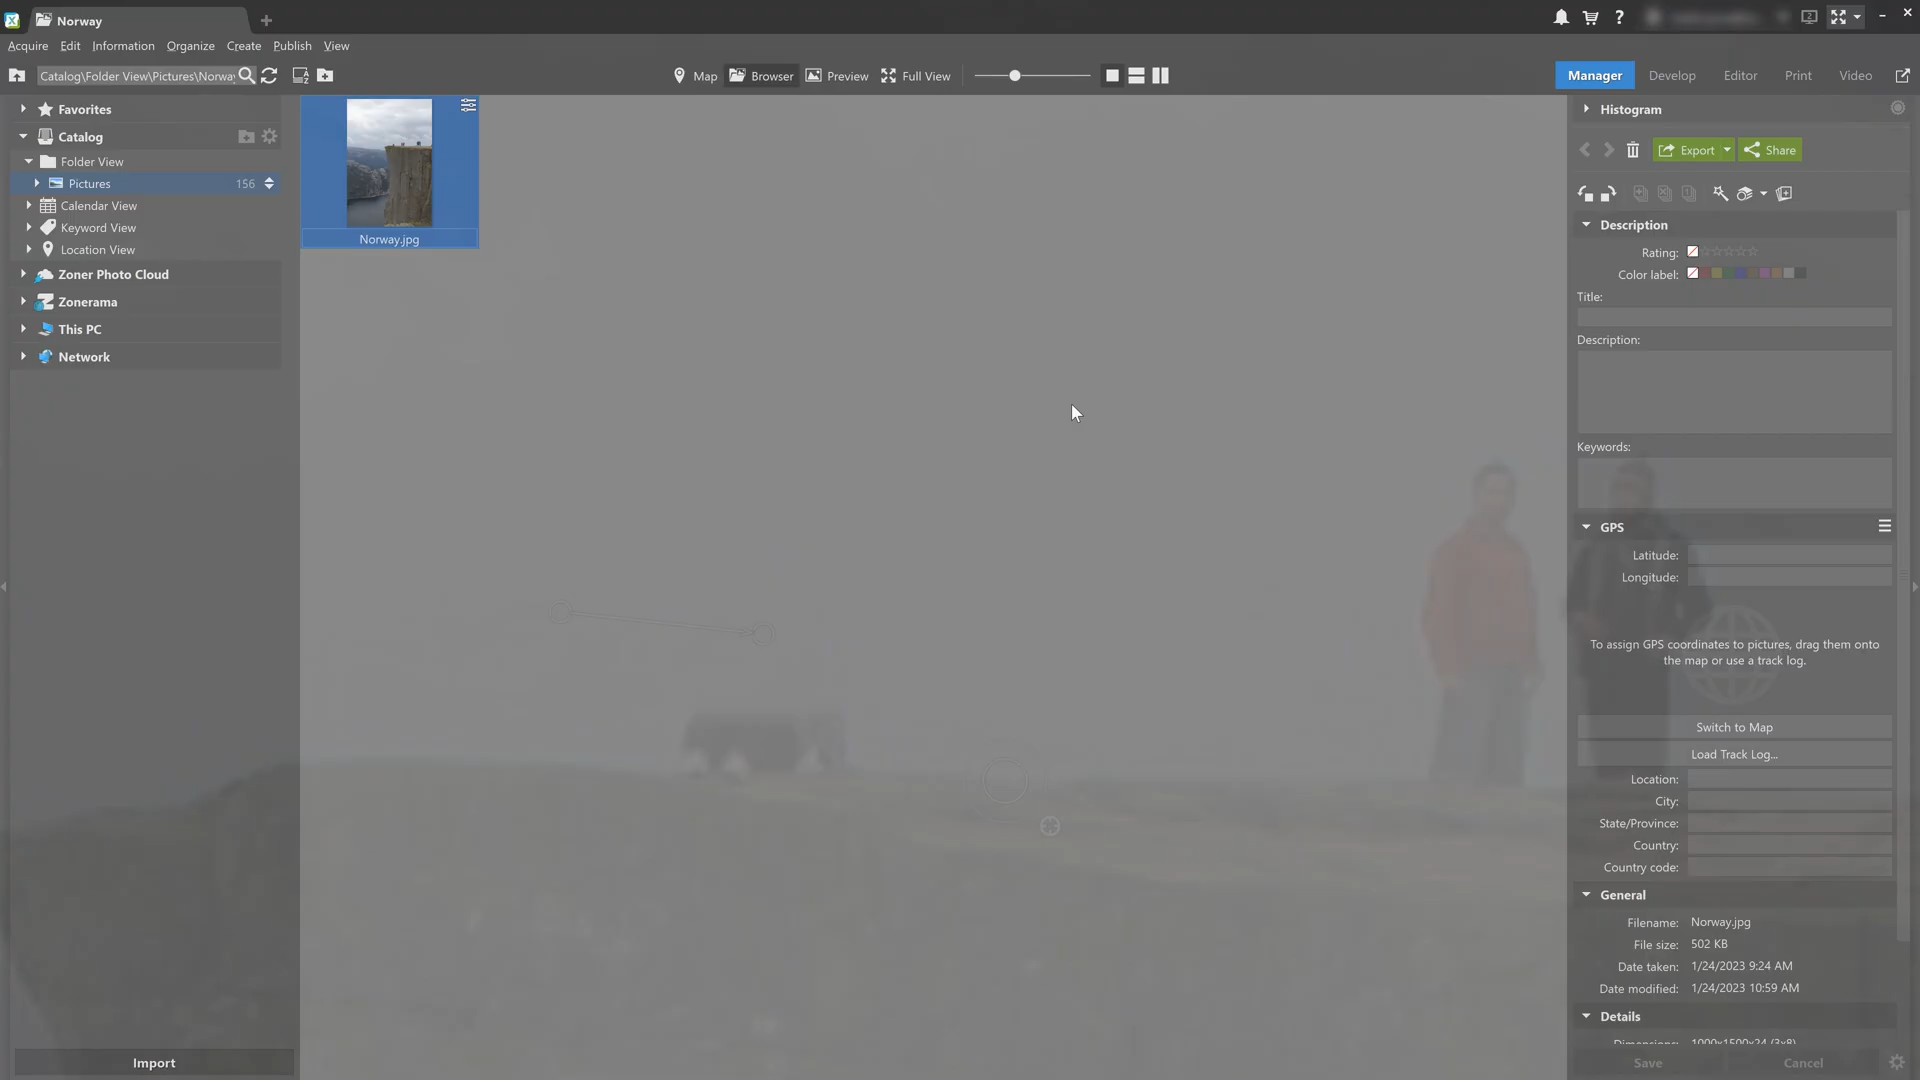 Norway
Acquire Edit Information Organize Create Publish View
Catalog\Folder View\Pictures\Norway
Map Browser Preview Full View
Manager Develop Editor Print Video
Favorites
Catalog
Folder View
Pictures 156
Calendar View
Keyword View
Location View
Zoner Photo Cloud
Zonerama
This PC
Network
Import
Norway.jpg
Histogram
Export Share
Description
Rating:
Color label:
Title:
Description:
Keywords:
GPS
Latitude:
Longitude:
To assign GPS coordinates to pictures, drag them onto
the map or use a track log.
Switch to Map
Load Track Log...
Location:
City:
State/Province:
Country:
Country code:
General
Filename: Norway.jpg
File size: 502 KB
Date taken: 1/24/2023 9:24 AM
Date modified: 1/24/2023 10:59 AM
Details
Dimensions: 1000x1500x24 (3x8)
Save Cancel